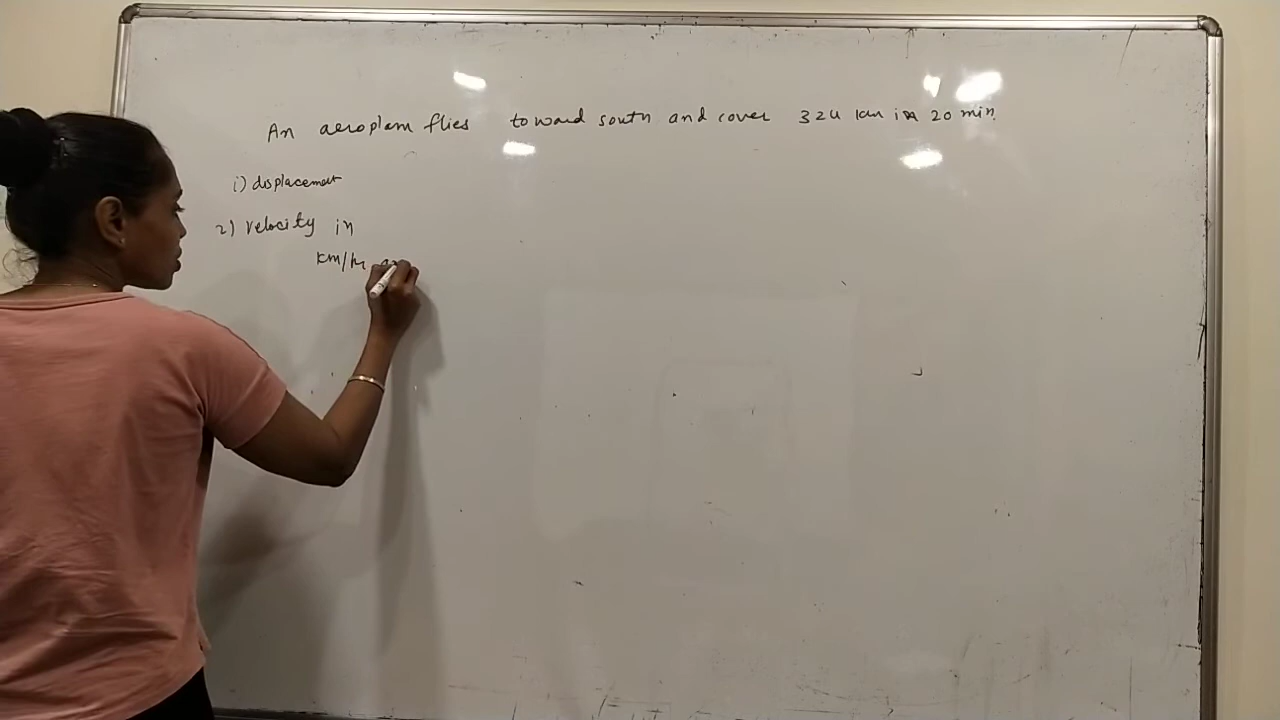 An aeroplam flies toward south and cover 324 km in 20 min.
i) displacement
2) velocity in
km/hr